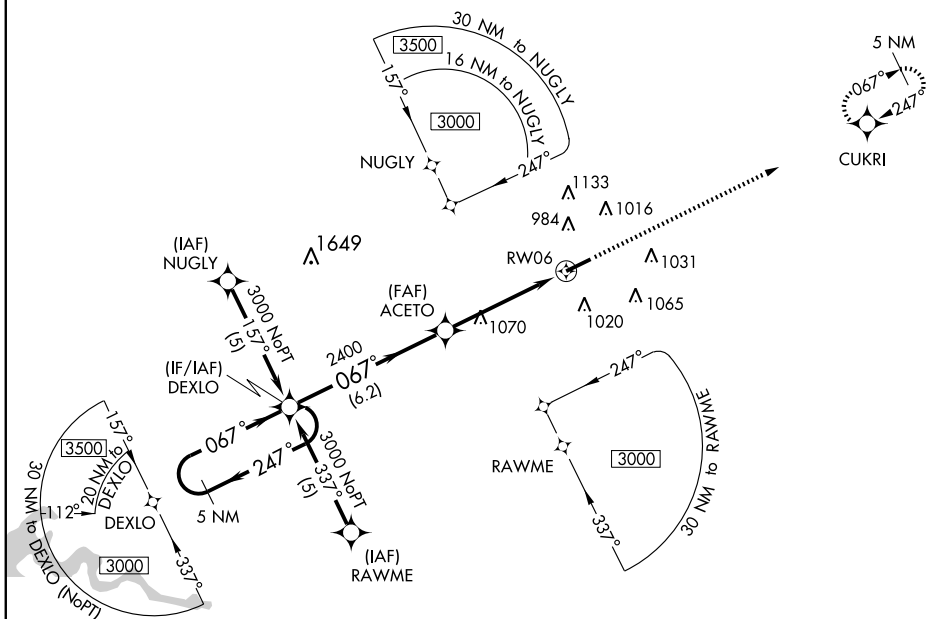 30 NM to NUGLY
3500
16 NM to NUGLY
157°
3000
NUGLY
247°
5 NM
067°
247°
CUKRI
1133
984
1016
RW06
1031
1065
1020
(IAF)
NUGLY
1649
3000 NoPT
157°
(5)
(FAF)
ACETO
1070
(IF/IAF)
DEXLO
2400
067°
(6.2)
067°
247°
5 NM
3000 NoPT
337°
(5)
(IAF)
RAWME
157°
3500
20 NM to
DEXLO
112°
DEXLO
3000
337°
30 NM to DEXLO (NoPT)
247°
RAWME
3000
337°
30 NM to RAWME